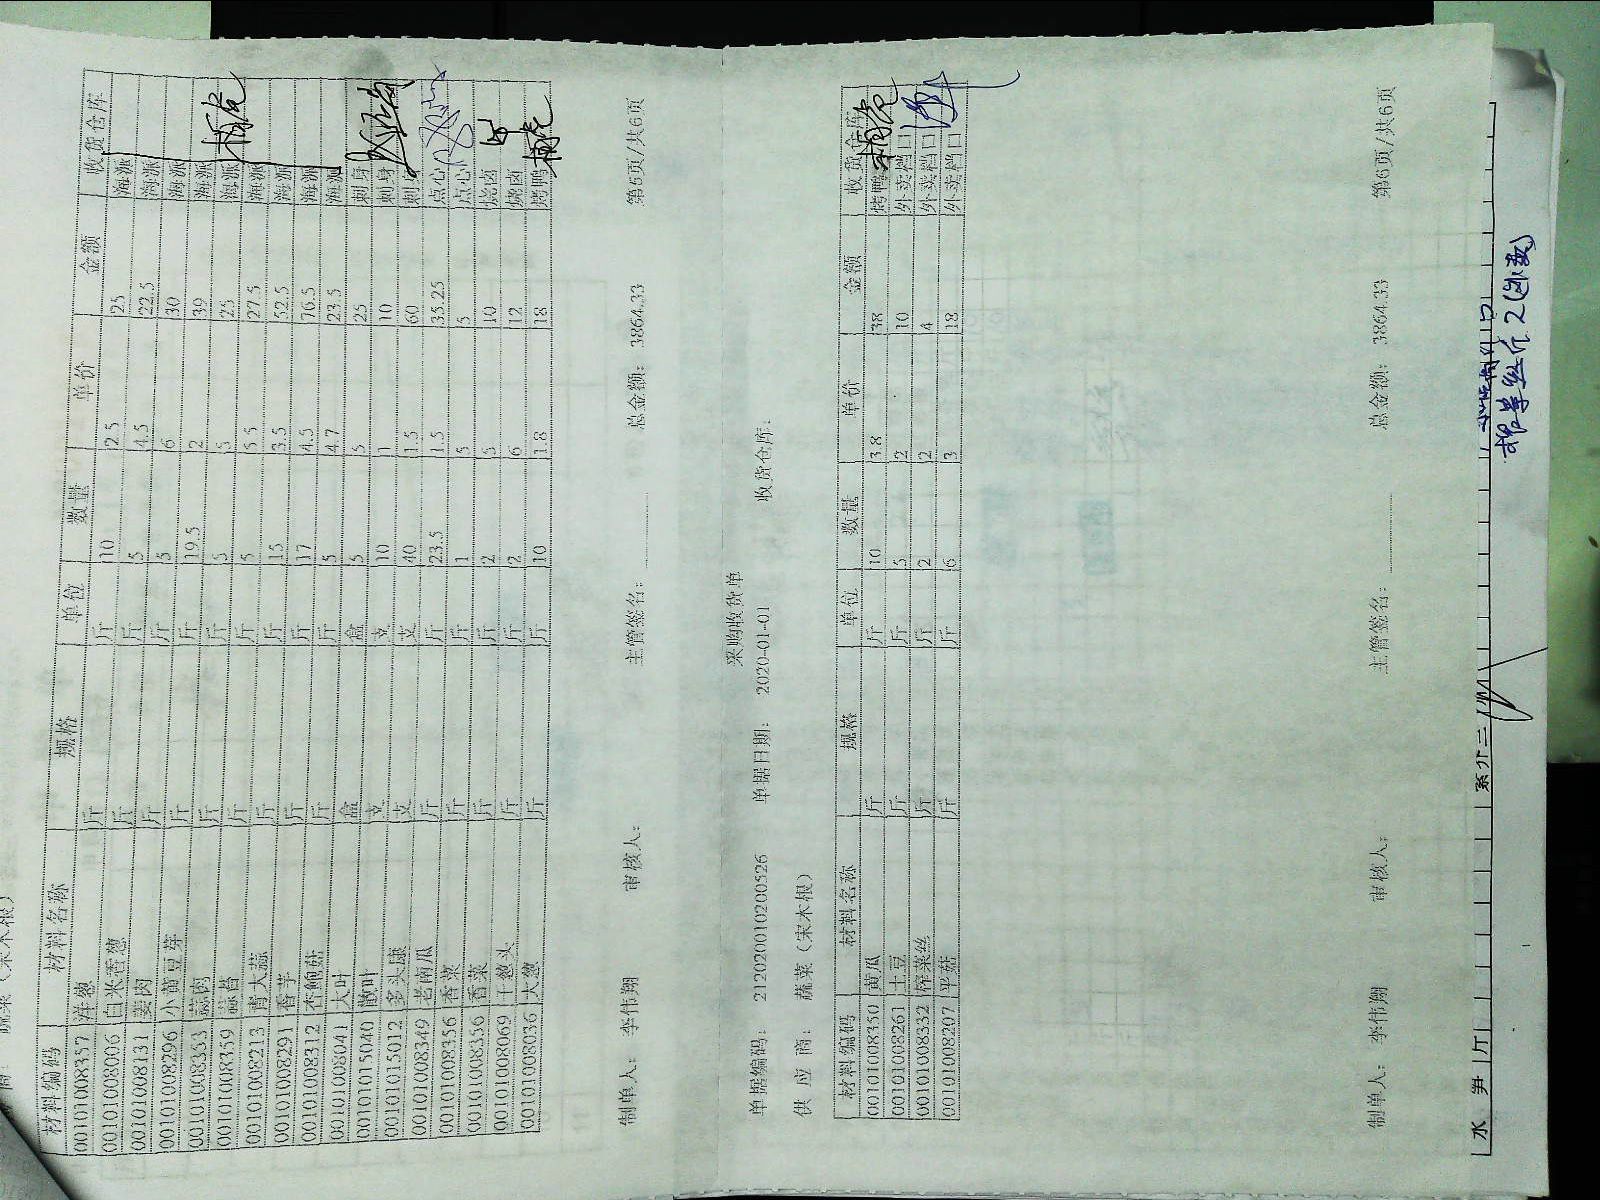 蔬菜（宋木根）
材料编码 材料名称 规格 单位 数量 单价 金额 收货仓库
00101008357 洋葱 斤 斤 10 2.5 25 海派
00101008006 白米香葱 斤 斤 5 4.5 22.5 海派
00101008131 姜肉 斤 斤 5 6 30 海派
00101008296 小葡豆芽 斤 斤 19.5 2 39 海派
00101008353 蒜肉 斤 斤 5 5 25 海派
00101008359 蒜苔 斤 斤 5 5.5 27.5 海派
00101008213 青大蒜 斤 斤 15 3.5 52.5 海派
00101008291 香芋 斤 斤 17 4.5 76.5 海派
00101008312 杏鲍菇 斤 斤 5 4.7 23.5 海派
00101008041 大叶 盒 盒 5 5 25 刺身
00101015040 散叶 支 支 10 1 10 刺身
00101015012 多头康 支 支 40 1.5 60 刺身
00101008349 老南瓜 斤 斤 23.5 1.5 35.25 点心
00101008356 香菜 斤 斤 1 5 5 点心
00101008356 香菜 斤 斤 2 5 10 烧卤
00101008069 干葱头 斤 斤 2 6 12 烧卤
00101008036 大葱 斤 斤 10 1.8 18 烤鸭
制单人： 李伟翔 审核人： 主管签名： 总金额： 3864.33 第5页/共6页
采购收货单
单据编码： 21202001020​0526 单据日期： 2020-01-01 收货仓库：
供应商： 蔬菜（宋木根）
材料编码 材料名称 规格 单位 数量 单价 金额 收货仓库
00101008350 黄瓜 斤 斤 10 3.8 38 烤鸭
00101008261 土豆 斤 斤 5 2 10 外卖档口
00101008332 榨菜丝 斤 斤 2 2 4 外卖档口
00101008207 平菇 斤 斤 6 3 18 外卖档口
制单人： 李伟翔 审核人： 主管签名： 总金额： 3864.33 第6页/共6页
水 笋 斤